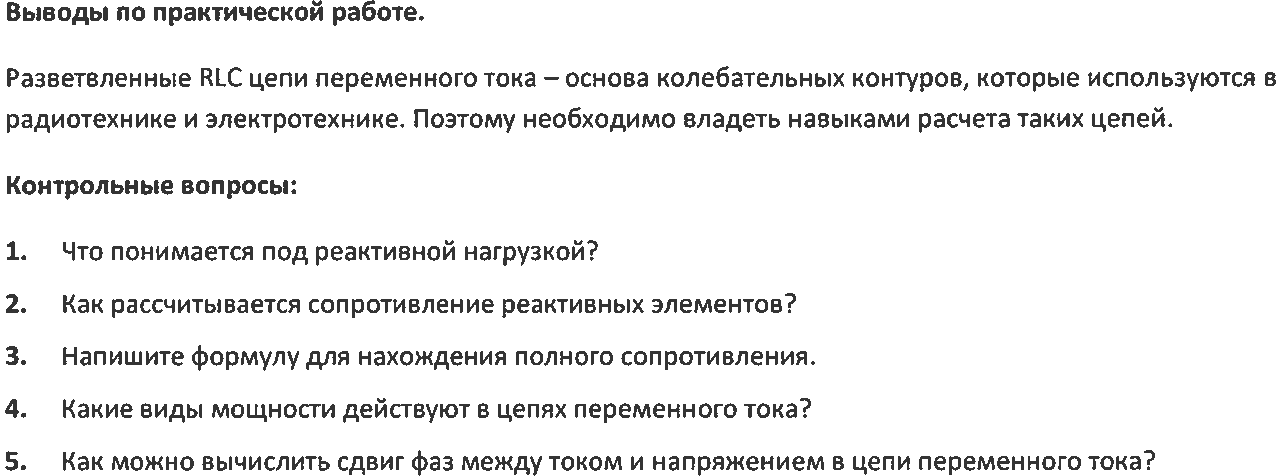 Выводы по практической работе.
Разветвленные RLC цепи переменного тока – основа колебательных контуров, которые используются в
радиотехнике и электротехнике. Поэтому необходимо владеть навыками расчета таких цепей.
Контрольные вопросы:
1. Что понимается под реактивной нагрузкой?
2. Как рассчитывается сопротивление реактивных элементов?
3. Напишите формулу для нахождения полного сопротивления.
4. Какие виды мощности действуют в цепях переменного тока?
5. Как можно вычислить сдвиг фаз между током и напряжением в цепи переменного тока?